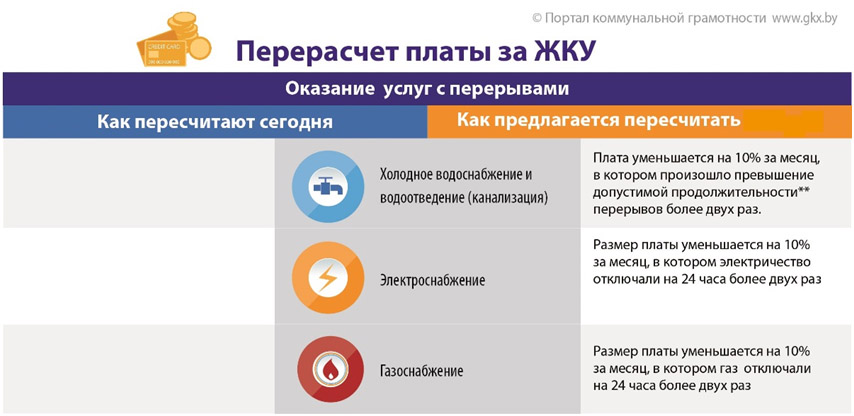 © Портал коммунальной грамотности www.gkx.by
CREDIT CARD
Перерасчет платы за ЖКУ
Оказание услуг с перерывами
Как пересчитают сегодня
Как предлагается пересчитать
Холодное водоснабжение и
водоотведение (канализация)
Плата уменьшается на 10% за месяц,
в котором произошло превышение
допустимой продолжительности**
перерывов более двух раз.
Электроснабжение
Размер платы уменьшается на 10%
за месяц, в котором электричество
отключали на 24 часа более двух раз
Газоснабжение
Размер платы уменьшается на 10%
за месяц, в котором газ отключали
на 24 часа более двух раз